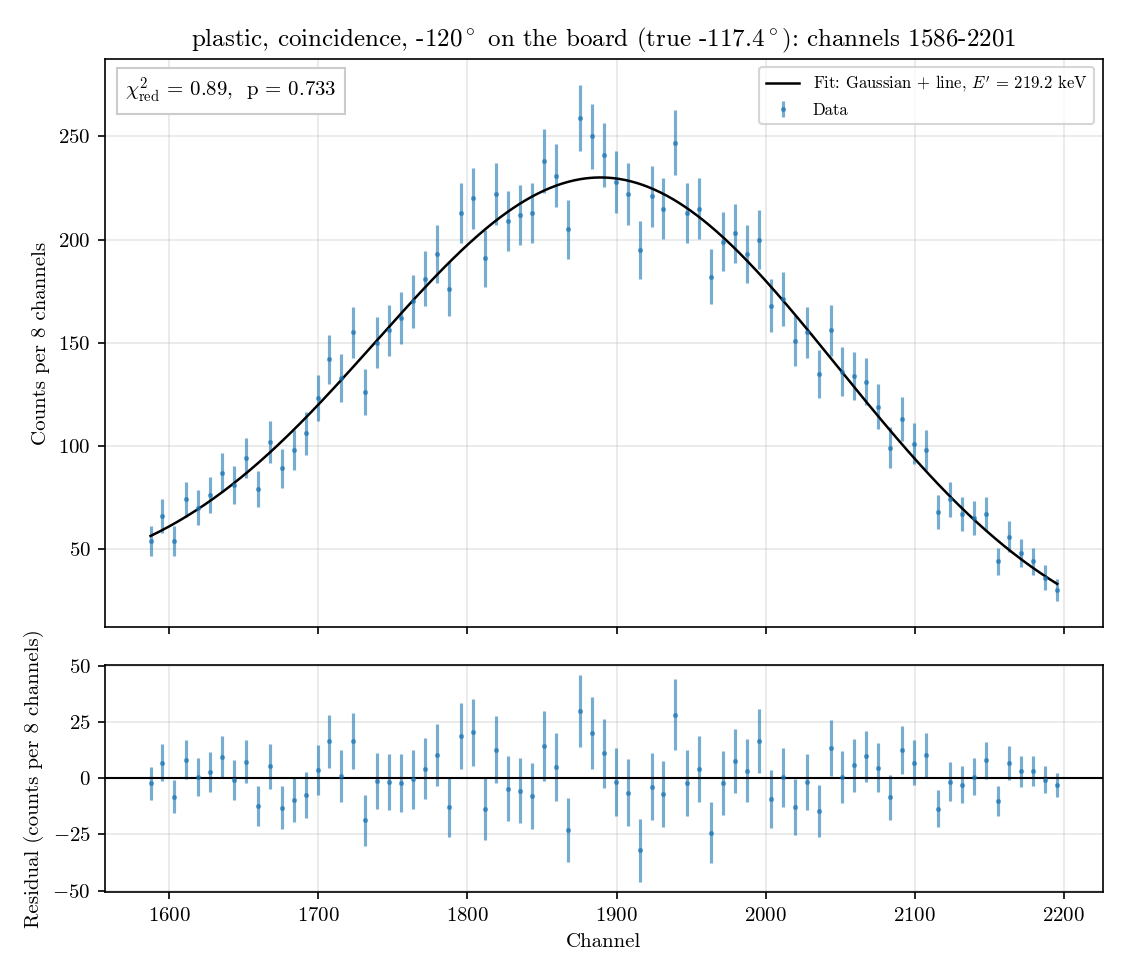 plastic, coincidence, -120° on the board (true -117.4°): channels 1586-2201
χ²red = 0.89, p = 0.733
Fit: Gaussian + line, E′ = 219.2 keV
Data
Counts per 8 channels
250
200
150
100
50
Residual (counts per 8 channels)
50
25
0
−25
−50
1600 1700 1800 1900 2000 2100 2200
Channel